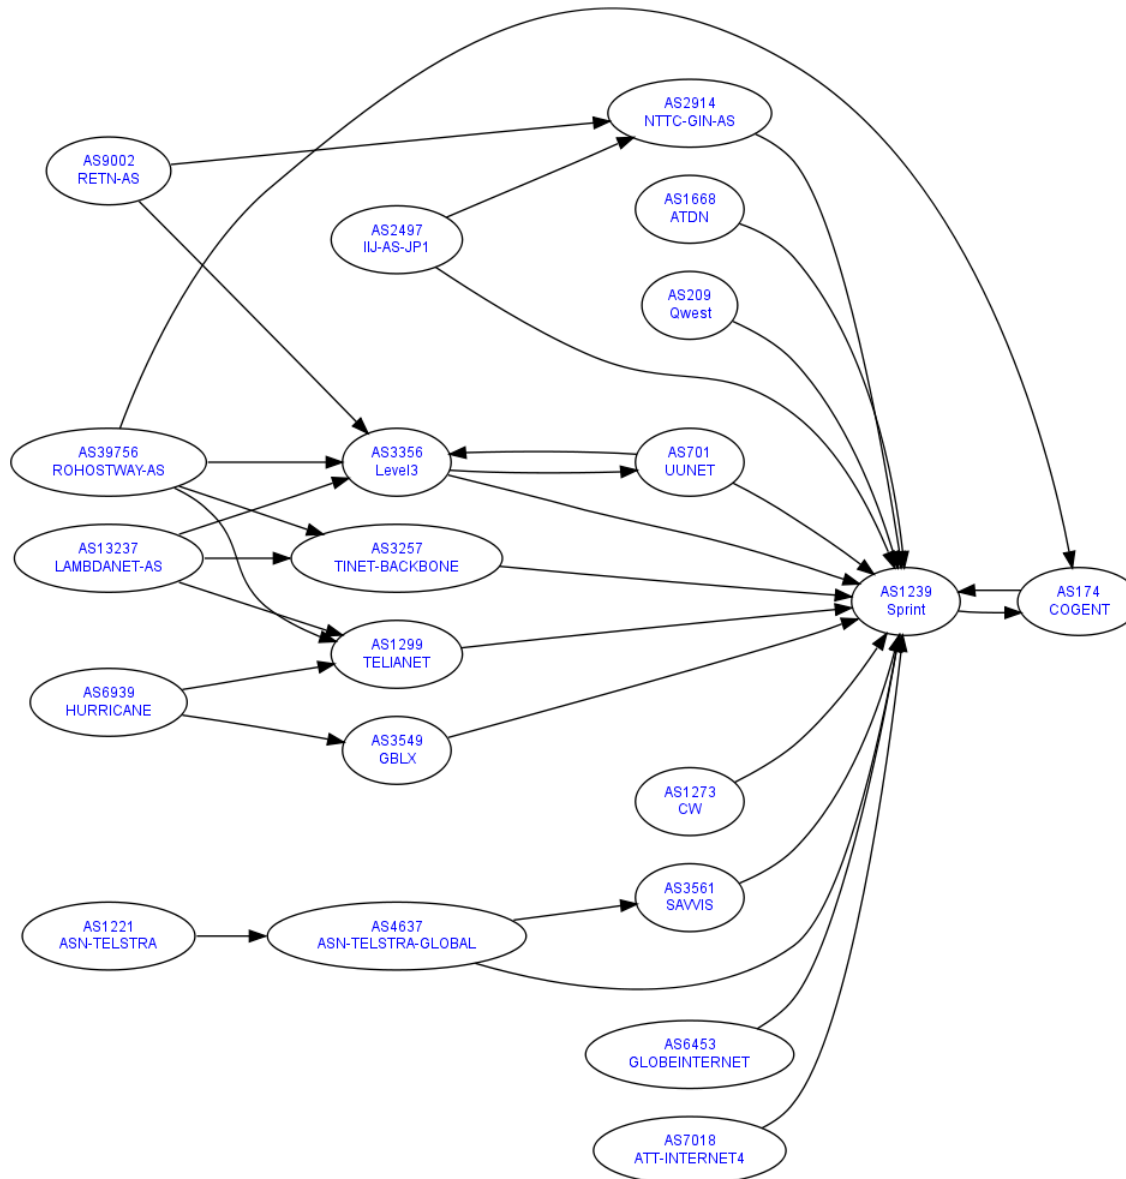 AS2914
NTTC-GIN-AS
AS9002
RETN-AS
AS1668
ATDN
AS2497
IIJ-AS-JP1
AS209
Qwest
AS39756
ROHOSTWAY-AS
AS3356
Level3
AS701
UUNET
AS13237
LAMBDANET-AS
AS3257
TINET-BACKBONE
AS1239
Sprint
AS174
COGENT
AS1299
TELIANET
AS6939
HURRICANE
AS3549
GBLX
AS1273
CW
AS3561
SAVVIS
AS1221
ASN-TELSTRA
AS4637
ASN-TELSTRA-GLOBAL
AS6453
GLOBEINTERNET
AS7018
ATT-INTERNET4